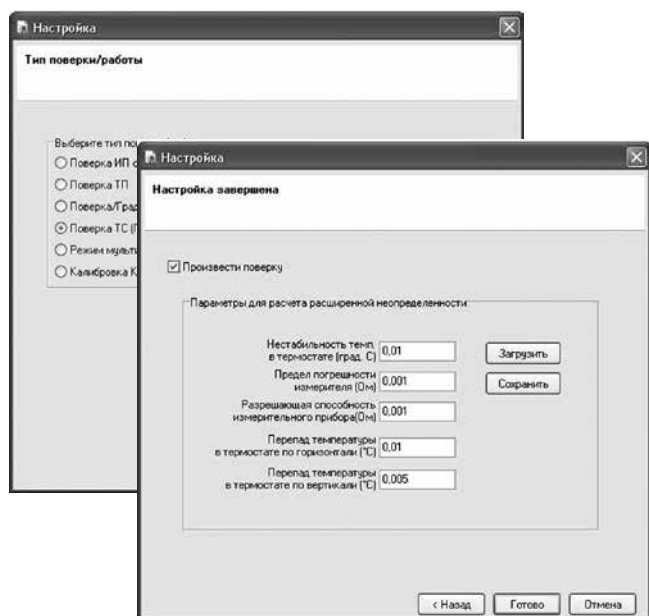 Настройка
Тип поверки/работы
Выберите тип
Поверка ИП
Поверка ТП
Поверка/Град
Поверка ТС
Режим
Калибровка
Настройка
Настройка завершена
Произвести поверку
Параметры для расчета расширенной неопределенности
Нестабильность темп.
в термостате (град. С) 0,01
Загрузить
Предел погрешности
измерителя (Ом) 0,001
Сохранить
Разрешающая способность
измерительного прибора(Ом) 0,001
Перепад температуры
в термостате по горизонтали (°С) 0,01
Перепад температуры
в термостате по вертикали (°С) 0,005
< Назад Готово Отмена